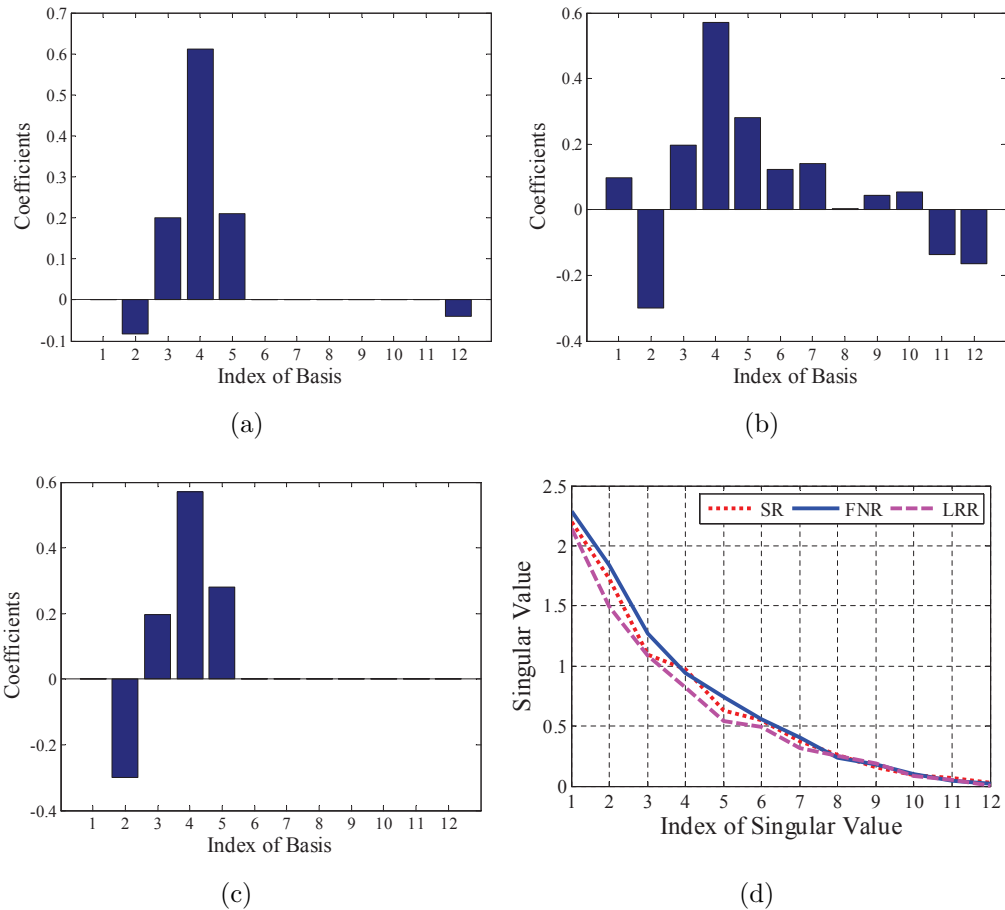 0.7
0.6
0.5
0.4
0.3
0.2
0.1
0
-0.1
Coefficients
1 2 3 4 5 6 7 8 9 10 11 12
Index of Basis
(a)
0.6
0.4
0.2
0
-0.2
-0.4
Coefficients
1 2 3 4 5 6 7 8 9 10 11 12
Index of Basis
(b)
0.6
0.4
0.2
0
-0.2
-0.4
Coefficients
1 2 3 4 5 6 7 8 9 10 11 12
Index of Basis
(c)
2.5
2
1.5
1
0.5
0
Singular Value
SR FNR LRR
1 2 3 4 5 6 7 8 9 10 11 12
Index of Singular Value
(d)